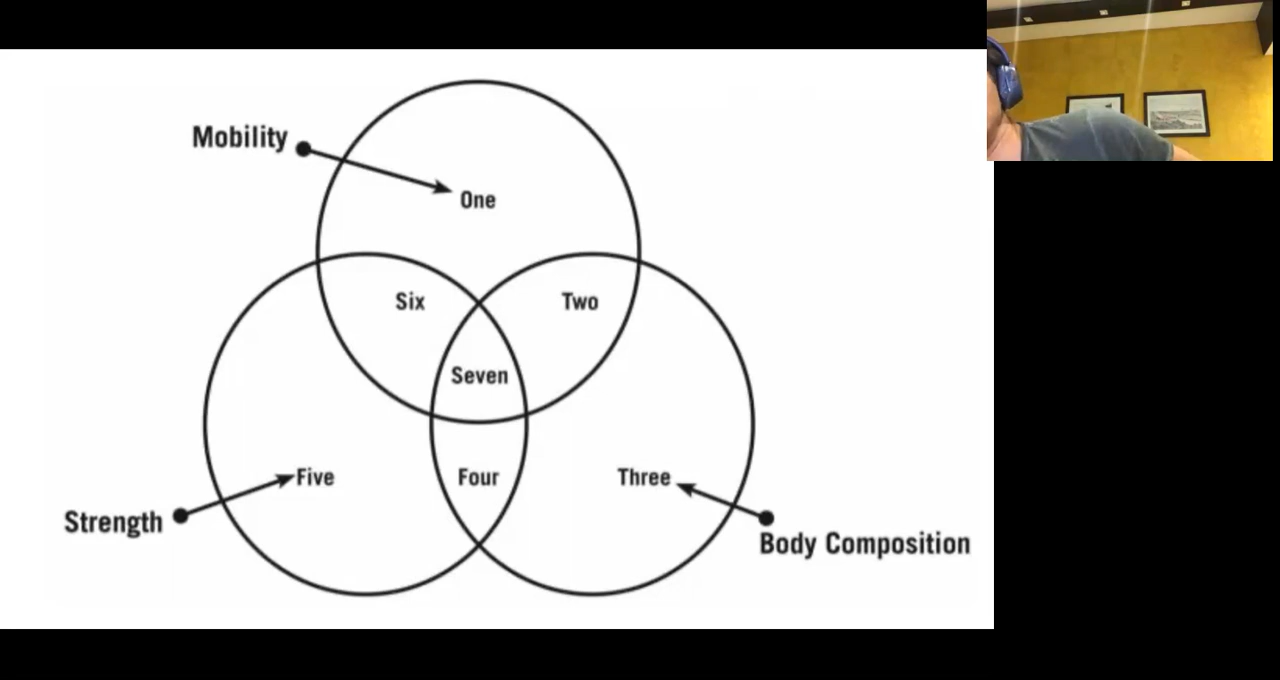 Mobility
One
Six
Two
Seven
Five
Four
Three
Strength
Body Composition